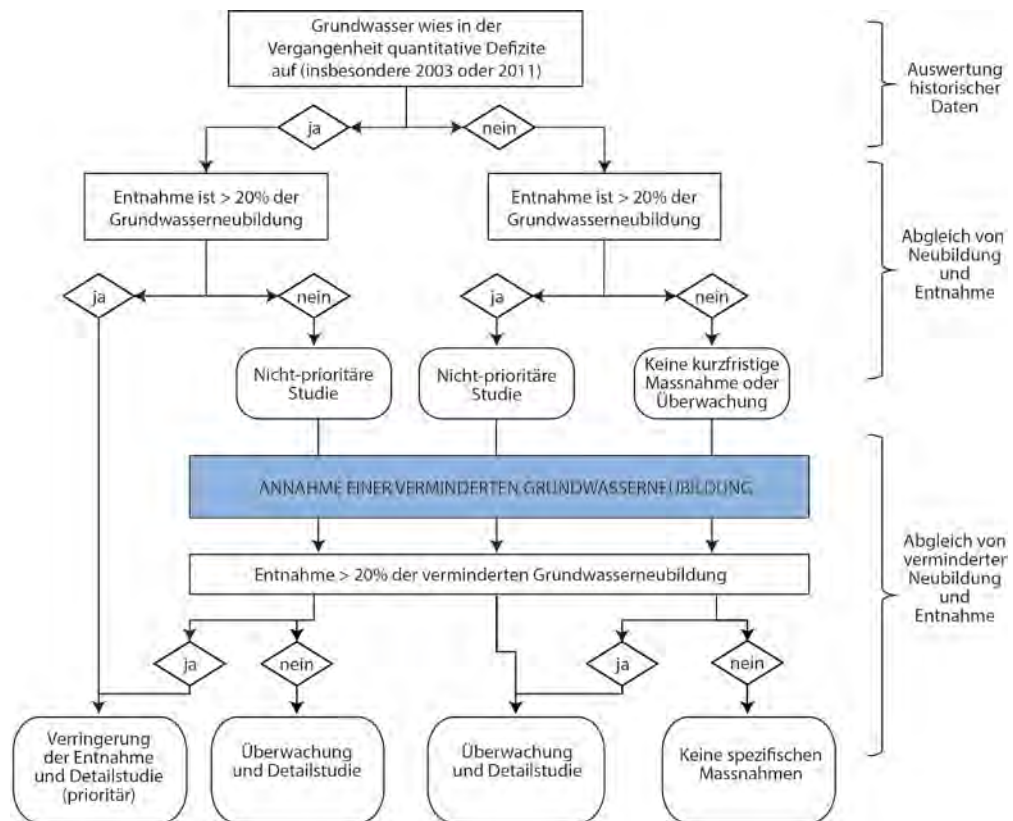 Grundwasser wies in der
Vergangenheit quantitative Defizite
auf (insbesondere 2003 oder 2011)
Auswertung
historischer
Daten
ja
nein
Entnahme ist > 20% der
Grundwasserneubildung
Entnahme ist > 20% der
Grundwasserneubildung
Abgleich von
Neubildung
und
Entnahme
ja
nein
ja
nein
Nicht-prioritäre
Studie
Nicht-prioritäre
Studie
Keine kurzfristige
Massnahme oder
Überwachung
ANNAHME EINER VERMINDERTEN GRUNDWASSERNEUBILDUNG
Entnahme > 20% der verminderten Grundwasserneubildung
Abgleich von
verminderter
Neubildung
und
Entnahme
ja
nein
ja
nein
Verringerung
der Entnahme
und Detailstudie
(prioritär)
Überwachung
und Detailstudie
Überwachung
und Detailstudie
Keine spezifischen
Massnahmen